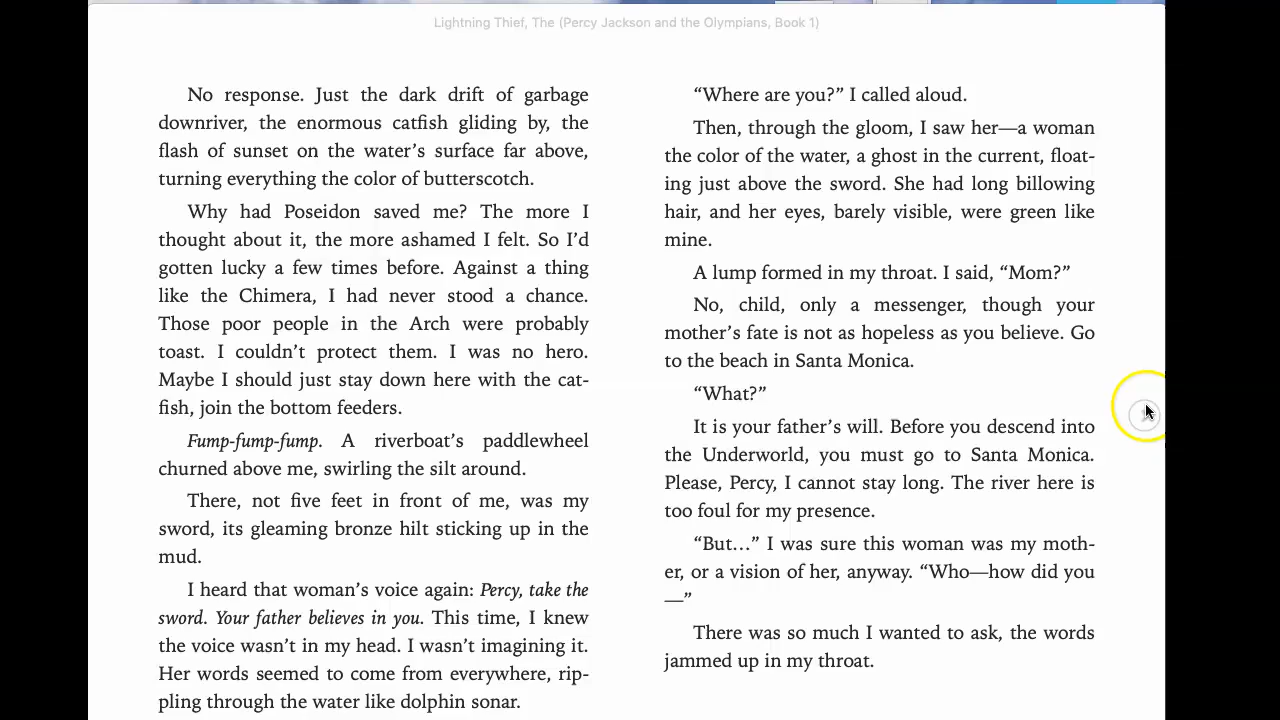 Lightning Thief, The (Percy Jackson and the Olympians, Book 1)
No response. Just the dark drift of garbage
downriver, the enormous catfish gliding by, the
flash of sunset on the water’s surface far above,
turning everything the color of butterscotch.
Why had Poseidon saved me? The more I
thought about it, the more ashamed I felt. So I’d
gotten lucky a few times before. Against a thing
like the Chimera, I had never stood a chance.
Those poor people in the Arch were probably
toast. I couldn’t protect them. I was no hero.
Maybe I should just stay down here with the cat-
fish, join the bottom feeders.
Fump-fump-fump. A riverboat’s paddlewheel
churned above me, swirling the silt around.
There, not five feet in front of me, was my
sword, its gleaming bronze hilt sticking up in the
mud.
I heard that woman’s voice again: Percy, take the
sword. Your father believes in you. This time, I knew
the voice wasn’t in my head. I wasn’t imagining it.
Her words seemed to come from everywhere, rip-
pling through the water like dolphin sonar.
“Where are you?” I called aloud.
Then, through the gloom, I saw her—a woman
the color of the water, a ghost in the current, float-
ing just above the sword. She had long billowing
hair, and her eyes, barely visible, were green like
mine.
A lump formed in my throat. I said, “Mom?”
No, child, only a messenger, though your
mother’s fate is not as hopeless as you believe. Go
to the beach in Santa Monica.
“What?”
It is your father’s will. Before you descend into
the Underworld, you must go to Santa Monica.
Please, Percy, I cannot stay long. The river here is
too foul for my presence.
“But…” I was sure this woman was my moth-
er, or a vision of her, anyway. “Who—how did you
—”
There was so much I wanted to ask, the words
jammed up in my throat.